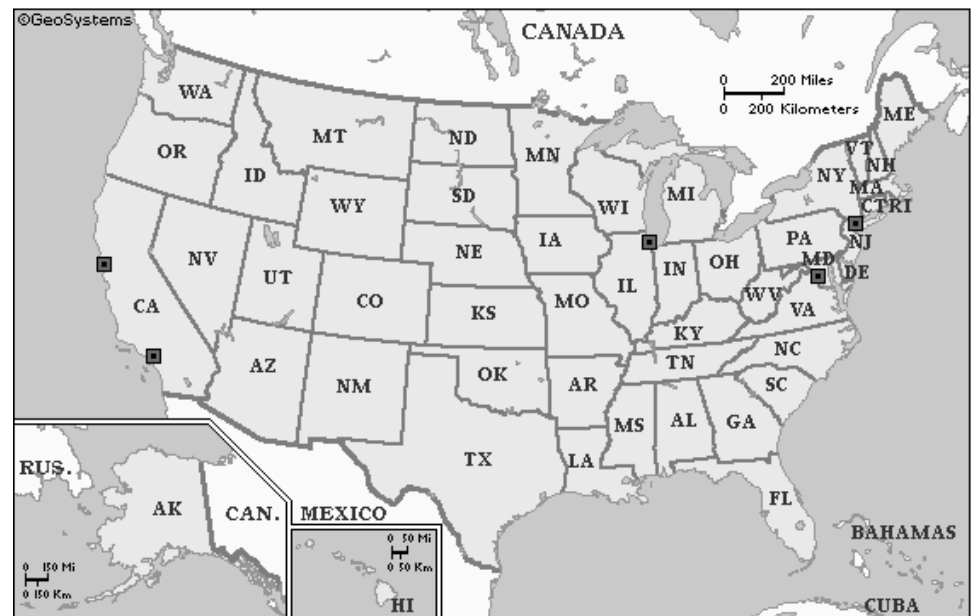 ©GeoSystems
CANADA
0 200 Miles
0 200 Kilometers
WA
MT
ND
MN
ME
VT
NH
OR
ID
WY
SD
WI
MI
NY
MA
CTRI
NV
UT
CO
NE
IA
IL
IN
OH
PA
NJ
MD
DE
CA
KS
MO
WV
VA
KY
AZ
NM
OK
AR
TN
NC
SC
MS
AL
GA
TX
LA
FL
RUS.
AK
CAN.
MEXICO
0 150 Mi
0 150 Km
0 50 Mi
0 50 Km
HI
BAHAMAS
CUBA